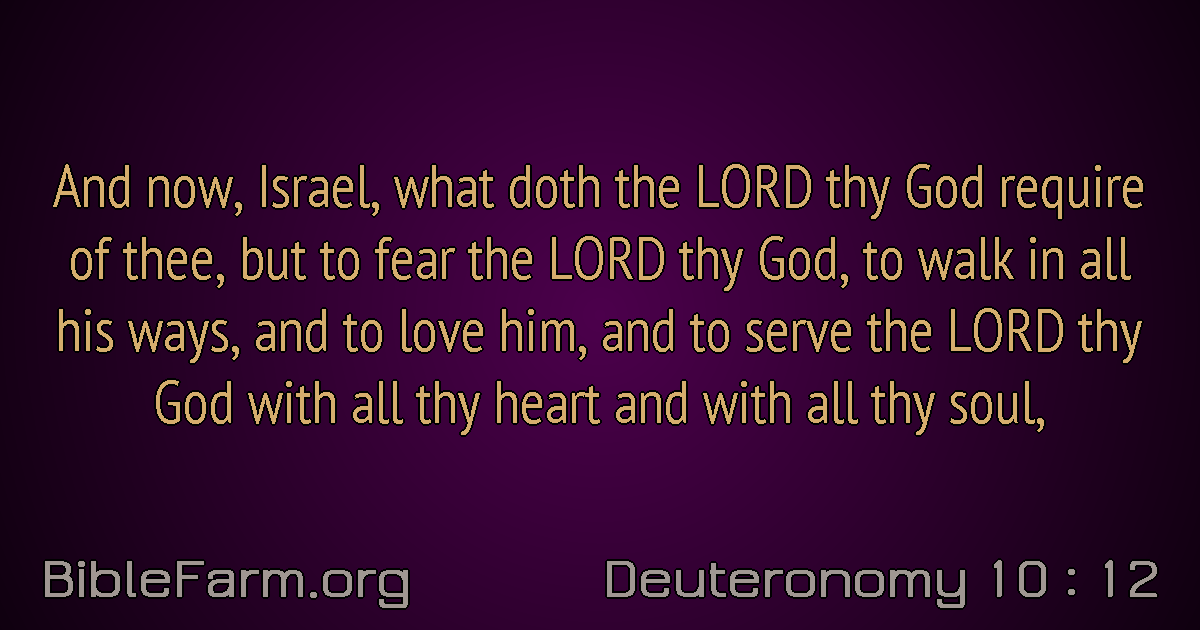 And now, Israel, what doth the LORD thy God require
of thee, but to fear the LORD thy God, to walk in all
his ways, and to love him, and to serve the LORD thy
God with all thy heart and with all thy soul,
BibleFarm.org
Deuteronomy 10 : 12